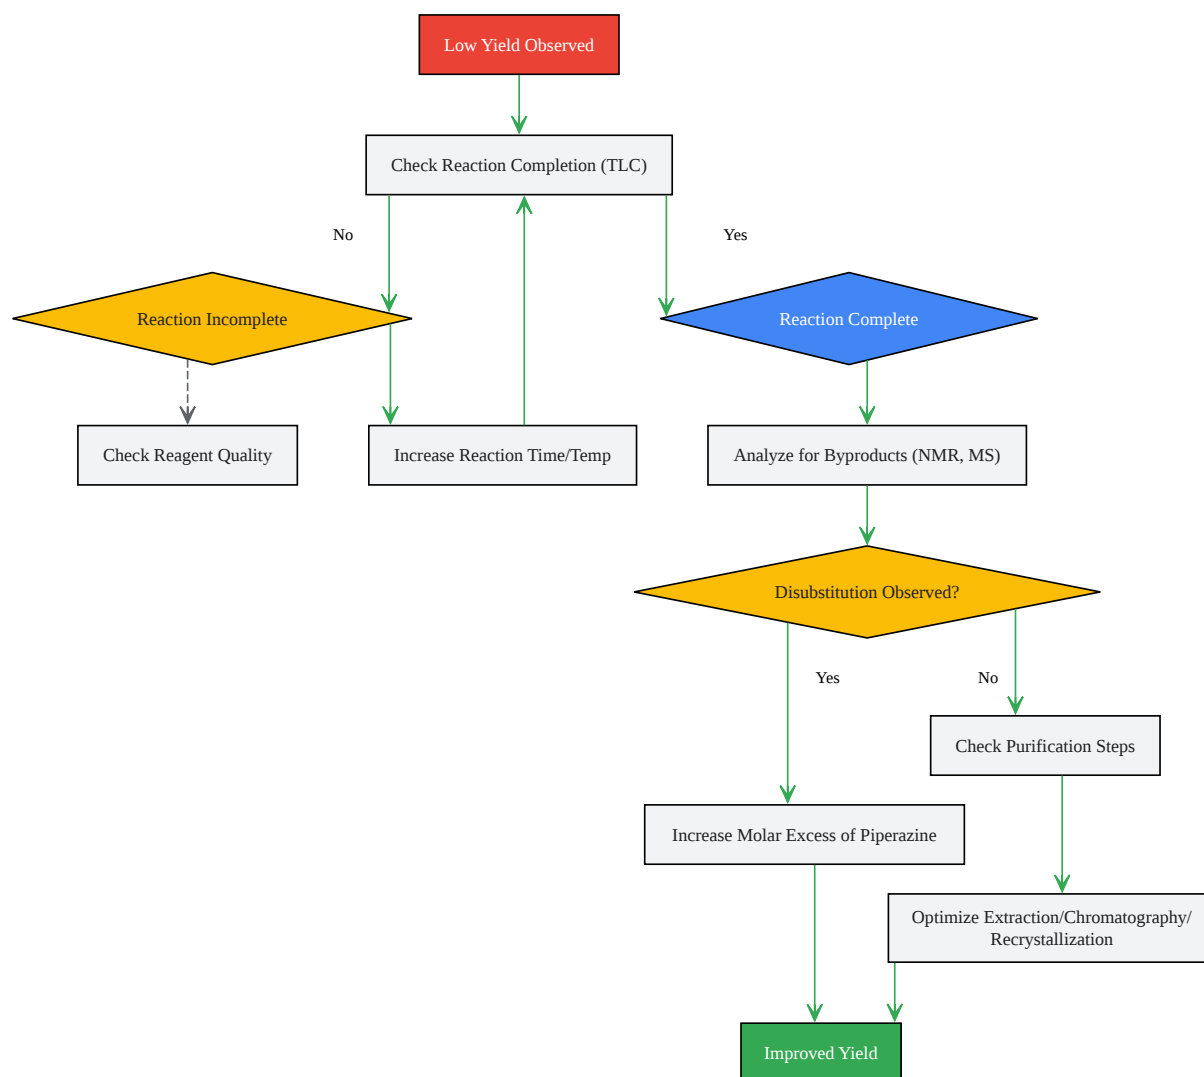 Low Yield Observed
Check Reaction Completion (TLC)
No
Yes
Reaction Incomplete
Reaction Complete
Check Reagent Quality
Increase Reaction Time/Temp
Analyze for Byproducts (NMR, MS)
Disubstitution Observed?
Yes
No
Check Purification Steps
Increase Molar Excess of Piperazine
Optimize Extraction/Chromatography/
Recrystallization
Improved Yield